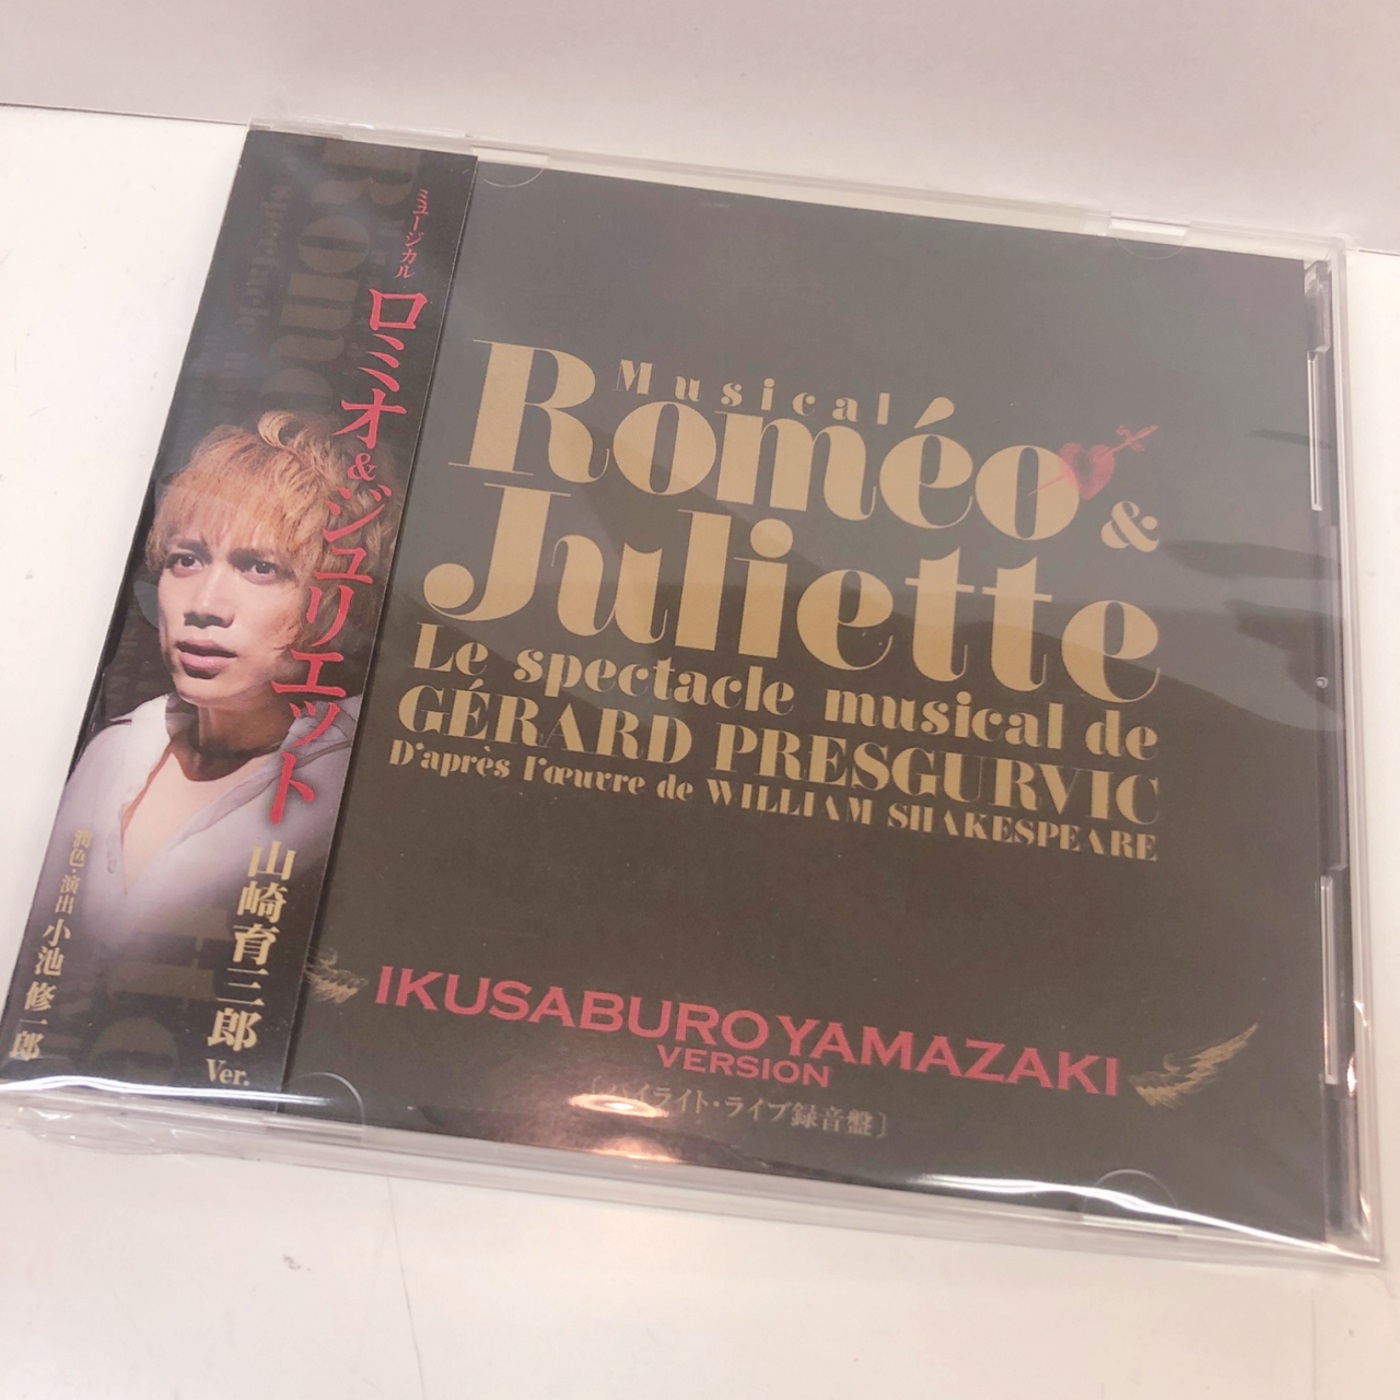 ミュージカル
ロミオ&ジュリエット
山崎育三郎
Ver.
潤色・演出 小池 修一郎
Musical
Roméo &
Juliette
Le spectacle musical de
GÉRARD PRESGURVIC
D'après l'œuvre de WILLIAM SHAKESPEARE
IKUSABURO YAMAZAKI
VERSION
〔ハイライト・ライブ録音盤〕